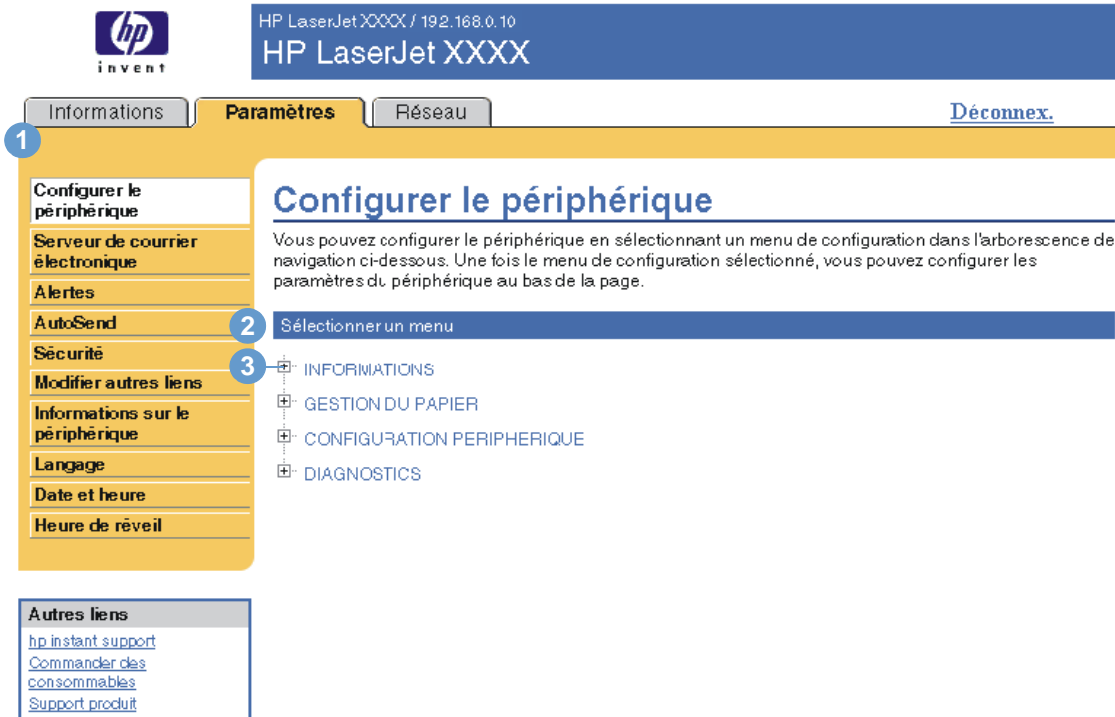 hp
invent
HP LaserJet XXXX / 192.168.0.10
HP LaserJet XXXX
Informations
Paramètres
Réseau
Déconnex.
1
Configurer le
périphérique
Serveur de courrier
électronique
Alertes
AutoSend
Sécurité
Modifier autres liens
Informations sur le
périphérique
Langage
Date et heure
Heure de réveil
Autres liens
hp instant support
Commander des
consommables
Support produit
Configurer le périphérique
Vous pouvez configurer le périphérique en sélectionnant un menu de configuration dans l'arborescence de
navigation ci-dessous. Une fois le menu de configuration sélectionné, vous pouvez configurer les
paramètres du périphérique au bas de la page.
2
Sélectionner un menu
3
INFORMATIONS
GESTION DU PAPIER
CONFIGURATION PERIPHERIQUE
DIAGNOSTICS